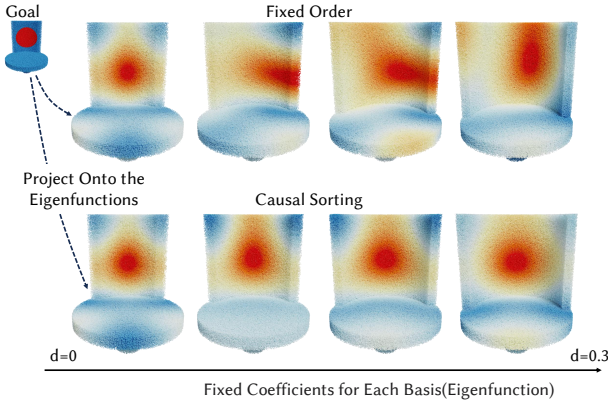 Goal
Fixed Order
Project Onto the
Eigenfunctions
Causal Sorting
d=0
d=0.3
Fixed Coefficients for Each Basis(Eigenfunction)